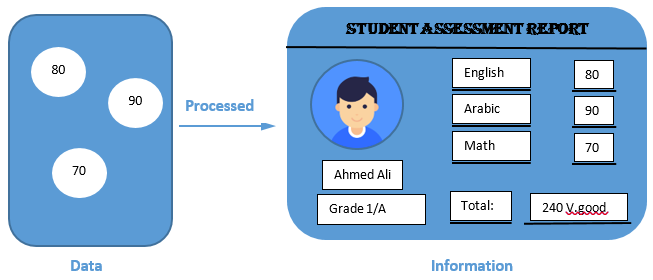 80
90
70
Data
Processed
STUDENT ASSESSMENT REPORT
English 80
Arabic 90
Math 70
Ahmed Ali
Grade 1/A
Total: 240 V.good
Information